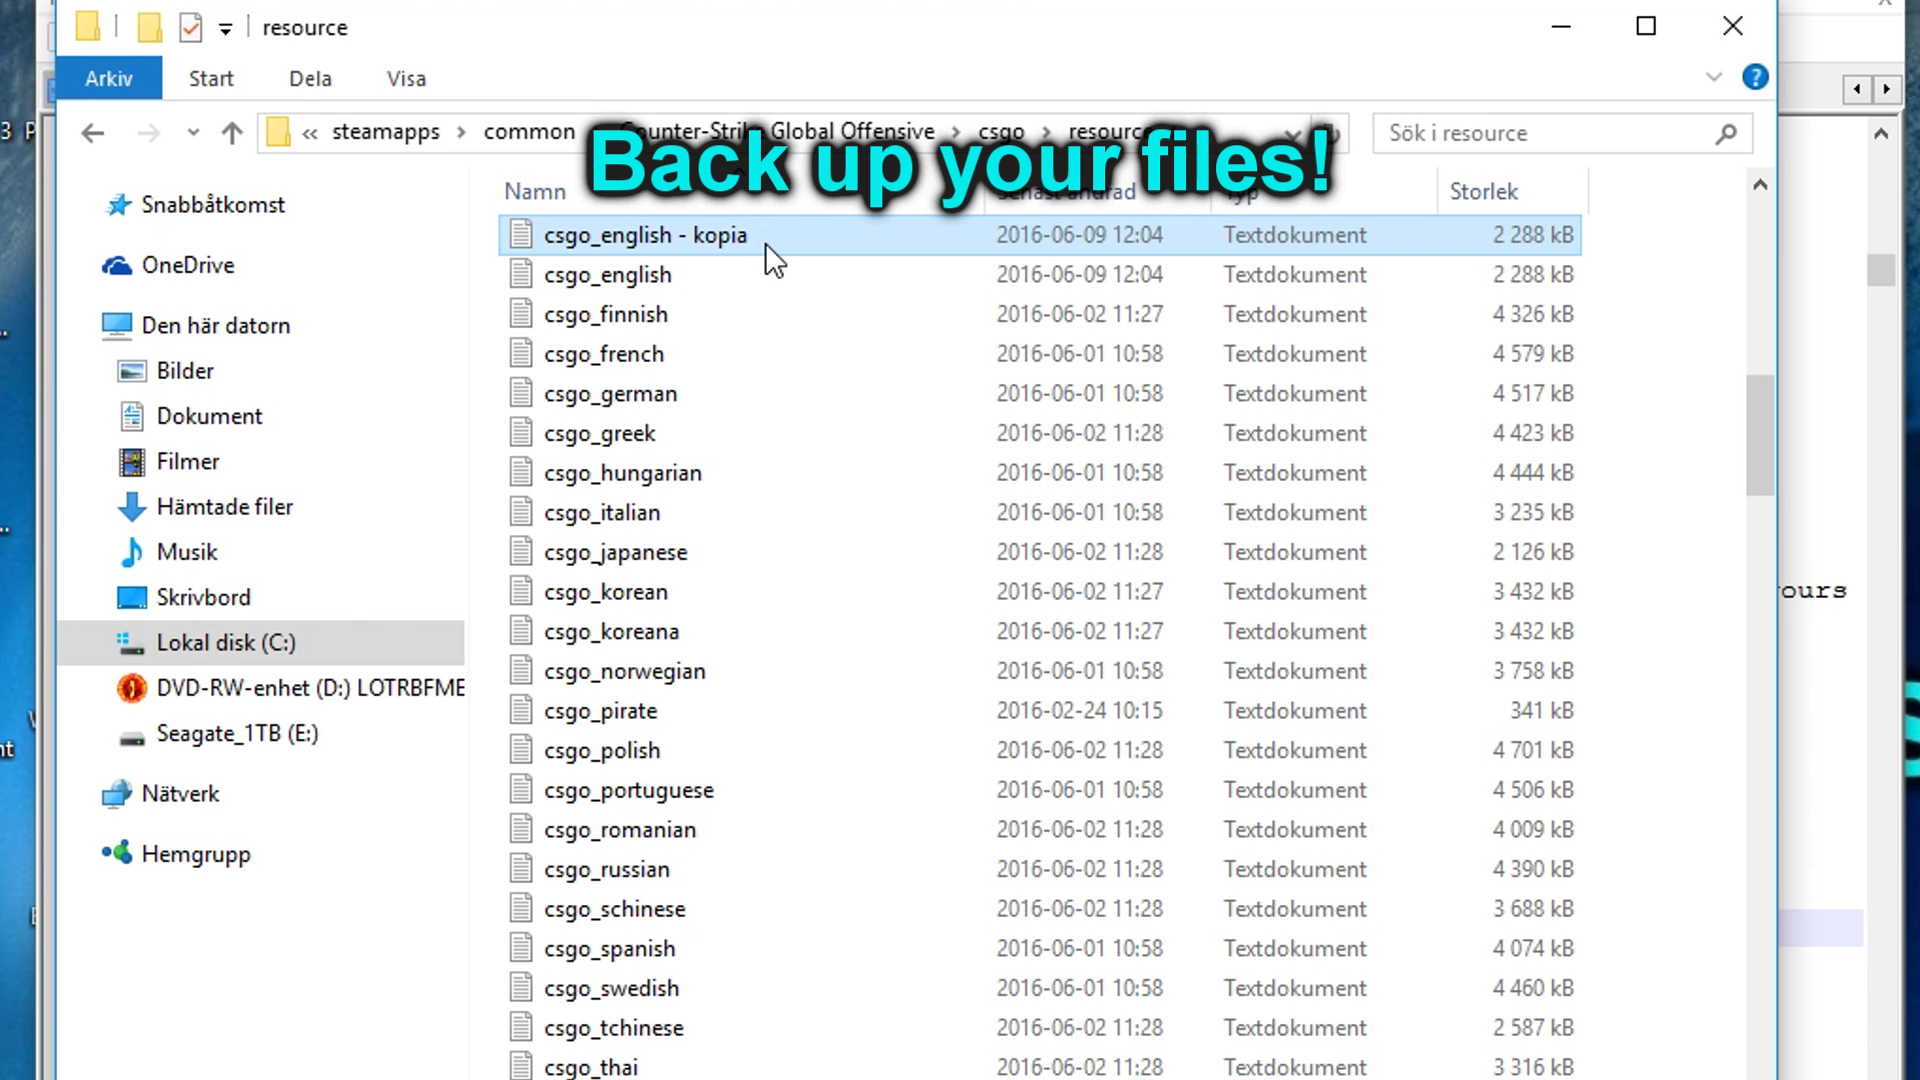 resource
Arkiv Start Dela Visa
« steamapps > common Counter-Strike Global Offensive > csgo > resource
Sök i resource
Back up your files!
Namn Senast ändrad Typ Storlek
csgo_english - kopia 2016-06-09 12:04 Textdokument 2 288 kB
csgo_english 2016-06-09 12:04 Textdokument 2 288 kB
csgo_finnish 2016-06-02 11:27 Textdokument 4 326 kB
csgo_french 2016-06-01 10:58 Textdokument 4 579 kB
csgo_german 2016-06-01 10:58 Textdokument 4 517 kB
csgo_greek 2016-06-02 11:28 Textdokument 4 423 kB
csgo_hungarian 2016-06-01 10:58 Textdokument 4 444 kB
csgo_italian 2016-06-01 10:58 Textdokument 3 235 kB
csgo_japanese 2016-06-02 11:28 Textdokument 2 126 kB
csgo_korean 2016-06-02 11:27 Textdokument 3 432 kB
csgo_koreana 2016-06-02 11:27 Textdokument 3 432 kB
csgo_norwegian 2016-06-01 10:58 Textdokument 3 758 kB
csgo_pirate 2016-02-24 10:15 Textdokument 341 kB
csgo_polish 2016-06-02 11:28 Textdokument 4 701 kB
csgo_portuguese 2016-06-01 10:58 Textdokument 4 506 kB
csgo_romanian 2016-06-02 11:28 Textdokument 4 009 kB
csgo_russian 2016-06-02 11:28 Textdokument 4 390 kB
csgo_schinese 2016-06-02 11:28 Textdokument 3 688 kB
csgo_spanish 2016-06-01 10:58 Textdokument 4 074 kB
csgo_swedish 2016-06-01 10:58 Textdokument 4 460 kB
csgo_tchinese 2016-06-02 11:28 Textdokument 2 587 kB
csgo_thai 2016-06-02 11:28 Textdokument 3 316 kB
Snabbåtkomst
OneDrive
Den här datorn
Bilder
Dokument
Filmer
Hämtade filer
Musik
Skrivbord
Lokal disk (C:)
DVD-RW-enhet (D:) LOTRBFME
Seagate_1TB (E:)
Nätverk
Hemgrupp